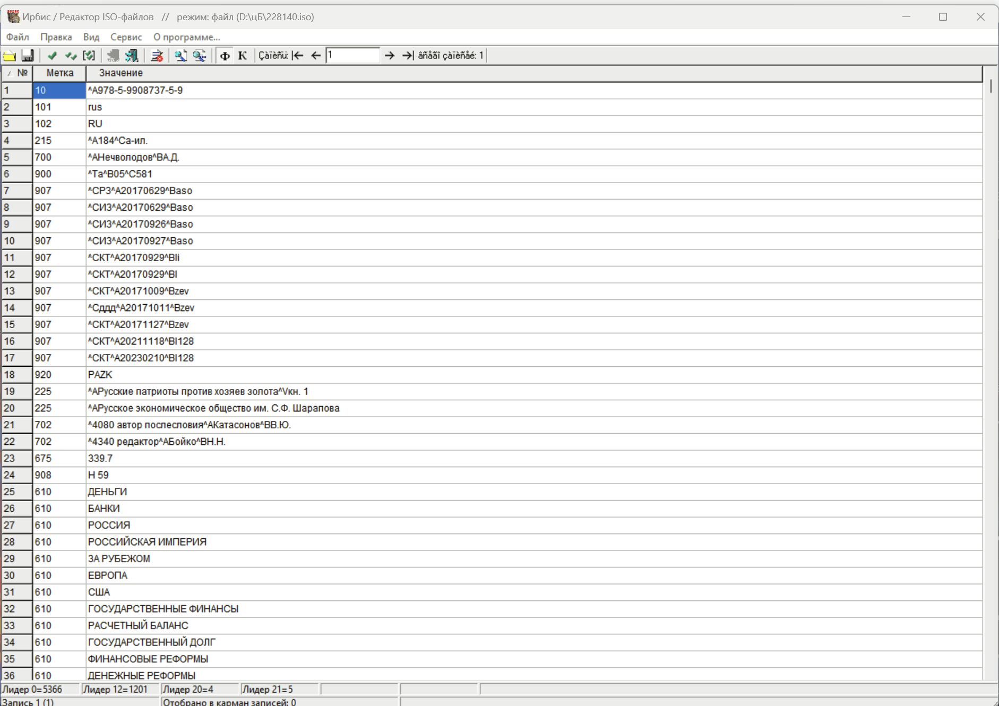 Ирбис / Редактор ISO-файлов // режим: файл (D:\цБ\228140.iso)
Файл Правка Вид Сервис О программе...
Ф К Çàïèñü: 1 âñåãî çàïèñåé: 1
№ Метка Значение
1 10 ^A978-5-9908737-5-9
2 101 rus
3 102 RU
4 215 ^A184^Cа-ил.
5 700 ^AНечволодов^BА.Д.
6 900 ^Ta^B05^C581
7 907 ^CРЗ^A20170629^Baso
8 907 ^CИЗ^A20170629^Baso
9 907 ^CИЗ^A20170926^Baso
10 907 ^CИЗ^A20170927^Baso
11 907 ^CКТ^A20170929^Bli
12 907 ^CКТ^A20170929^Bl
13 907 ^CКТ^A20171009^Bzev
14 907 ^Cддд^A20171011^Bzev
15 907 ^CКТ^A20171127^Bzev
16 907 ^CКТ^A20211118^Bl128
17 907 ^CКТ^A20230210^Bl128
18 920 PAZK
19 225 ^AРусские патриоты против хозяев золота^Vкн. 1
20 225 ^AРусское экономическое общество им. С.Ф. Шарапова
21 702 ^4080 автор послесловия^AКатасонов^BВ.Ю.
22 702 ^4340 редактор^AБойко^BН.Н.
23 675 339.7
24 908 Н 59
25 610 ДЕНЬГИ
26 610 БАНКИ
27 610 РОССИЯ
28 610 РОССИЙСКАЯ ИМПЕРИЯ
29 610 ЗА РУБЕЖОМ
30 610 ЕВРОПА
31 610 США
32 610 ГОСУДАРСТВЕННЫЕ ФИНАНСЫ
33 610 РАСЧЕТНЫЙ БАЛАНС
34 610 ГОСУДАРСТВЕННЫЙ ДОЛГ
35 610 ФИНАНСОВЫЕ РЕФОРМЫ
36 610 ДЕНЕЖНЫЕ РЕФОРМЫ
Лидер 0=5366 Лидер 12=1201 Лидер 20=4 Лидер 21=5
Запись 1 (1) Отобрано в карман записей: 0